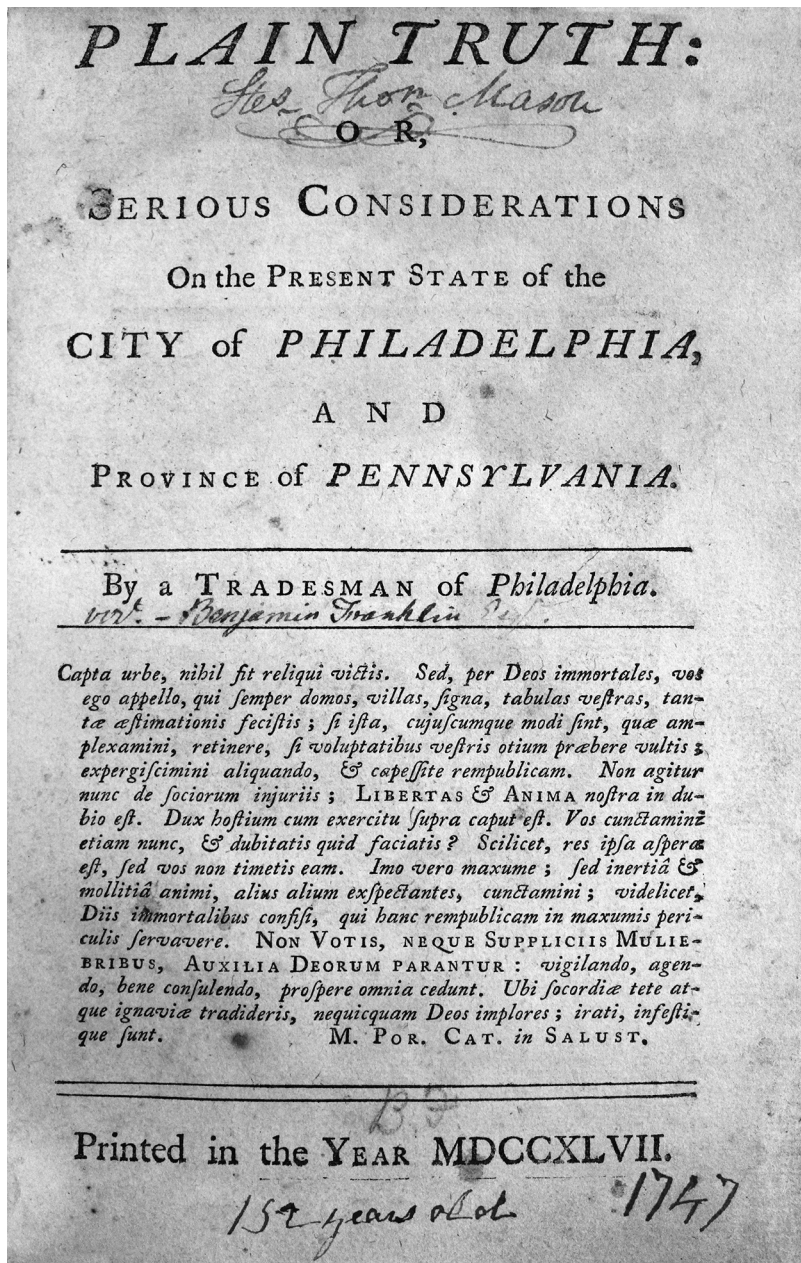 PLAIN TRUTH:
Thom Mason
OR,
SERIOUS CONSIDERATIONS
On the PRESENT STATE of the
CITY of PHILADELPHIA,
AND
PROVINCE of PENNSYLVANIA.
By a TRADESMAN of Philadelphia.
Benjamin Franklin
Capta urbe, nihil fit reliqui victis. Sed, per Deos immortales, vos
ego appello, qui ſemper domos, villas, ſigna, tabulas veſtras, tan-
tæ æſtimationis feciſtis ; ſi iſta, cujuſcumque modi ſint, quæ am-
plexamini, retinere, ſi voluptatibus veſtris otium præbere vultis ;
expergiſcimini aliquando, & capeſſite rempublicam. Non agitur
nunc de ſociorum injuriis ; LIBERTAS & ANIMA noſtra in du-
bio eſt. Dux hoſtium cum exercitu ſupra caput eſt. Vos cunctamini
etiam nunc, & dubitatis quid faciatis ? Scilicet, res ipſa aſpera
eſt, ſed vos non timetis eam. Imo vero maxume ; ſed inertiâ &
mollitiâ animi, alius alium exſpectantes, cunctamini ; videlicet,
Diis immortalibus confiſi, qui hanc rempublicam in maxumis peri-
culis ſervavere. NON VOTIS, NEQUE SUPPLICIIS MULIE-
BRIBUS, AUXILIA DEORUM PARANTUR : vigilando, agen-
do, bene conſulendo, proſpere omnia cedunt. Ubi ſocordiæ tete at-
que ignaviæ tradideris, nequicquam Deos implores ; irati, infeſti-
que ſunt. M. POR. CAT. in SALUST.
B. F
Printed in the YEAR MDCCXLVII.
1747
152 years old